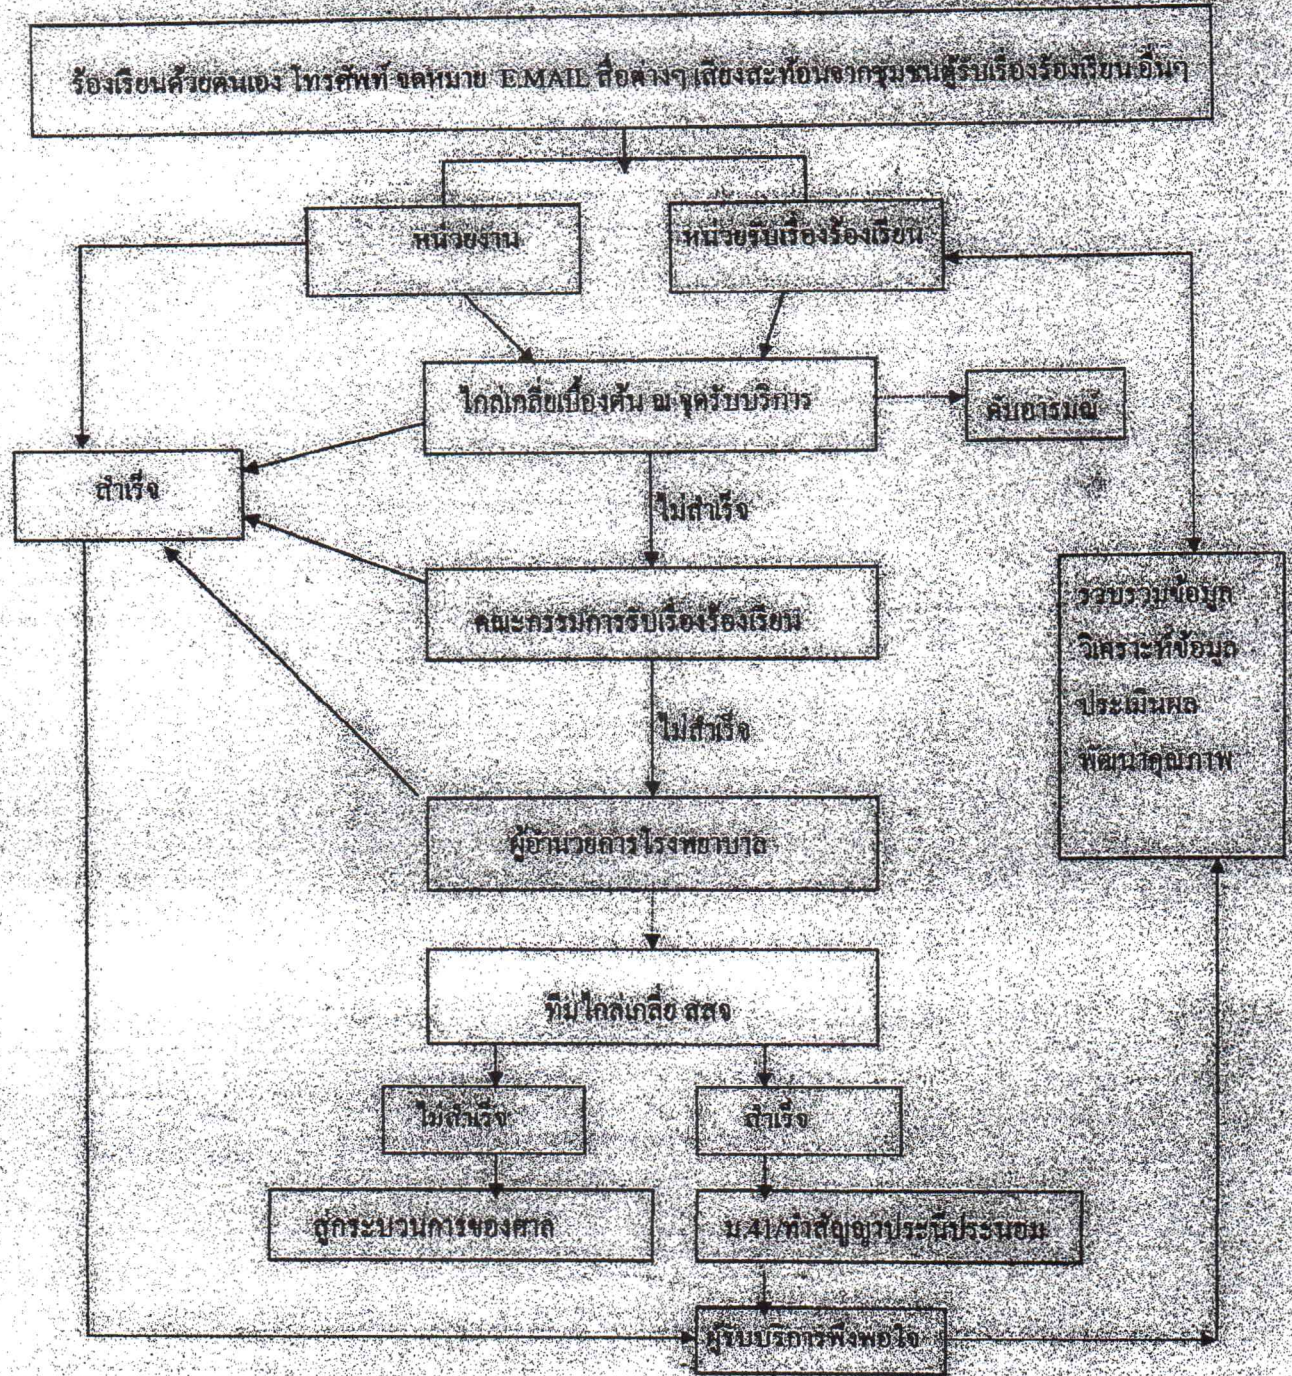 ร้องเรียนด้วยตนเอง โทรศัพท์ จดหมาย E.MAIL สื่อต่างๆ เสียงสะท้อนจากชุมชนตู้รับเรื่องร้องเรียน อื่นๆ
หน่วยงาน
หน่วยรับเรื่องร้องเรียน
ไกล่เกลี่ยเบื้องต้น ณ จุดรับบริการ
ดับอารมณ์
สำเร็จ
ไม่สำเร็จ
คณะกรรมการรับเรื่องร้องเรียน
รวบรวมข้อมูล
วิเคราะห์ข้อมูล
ประเมินผล
พัฒนาคุณภาพ
ไม่สำเร็จ
ผู้อำนวยการโรงพยาบาล
ทีมไกล่เกลี่ย สสจ
ไม่สำเร็จ
สำเร็จ
สู่กระบวนการของศาล
ม.41/ทำสัญญาประนีประนอม
ผู้รับบริการพึงพอใจ